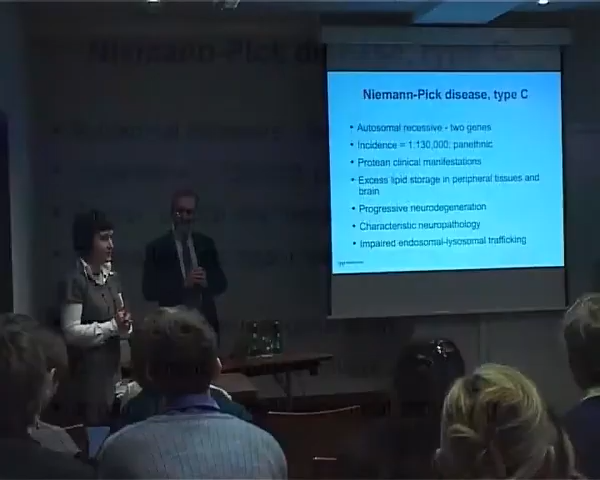 Niemann-Pick disease, type C
• Autosomal recessive - two genes
• Incidence = 1:130,000, panethnic
• Protean clinical manifestations
• Excess lipid storage in peripheral tissues and
brain
• Progressive neurodegeneration
• Characteristic neuropathology
• Impaired endosomal-lysosomal trafficking